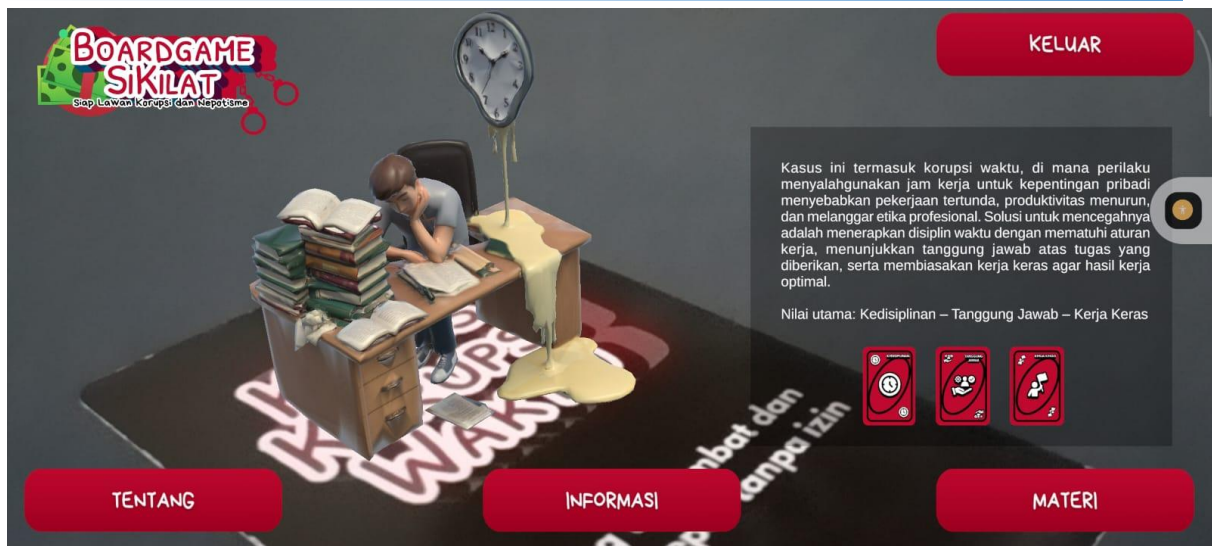 BOARDGAME
SIKILAT
Siap Lawan Korupsi dan Nepotisme
KELUAR
Kasus ini termasuk korupsi waktu, di mana perilaku
menyalahgunakan jam kerja untuk kepentingan pribadi
menyebabkan pekerjaan tertunda, produktivitas menurun,
dan melanggar etika profesional. Solusi untuk mencegahnya
adalah menerapkan disiplin waktu dengan mematuhi aturan
kerja, menunjukkan tanggung jawab atas tugas yang
diberikan, serta membiasakan kerja keras agar hasil kerja
optimal.
Nilai utama: Kedisiplinan – Tanggung Jawab – Kerja Keras
WAKTU
dan
tanpa izin
TENTANG
INFORMASI
MATERI